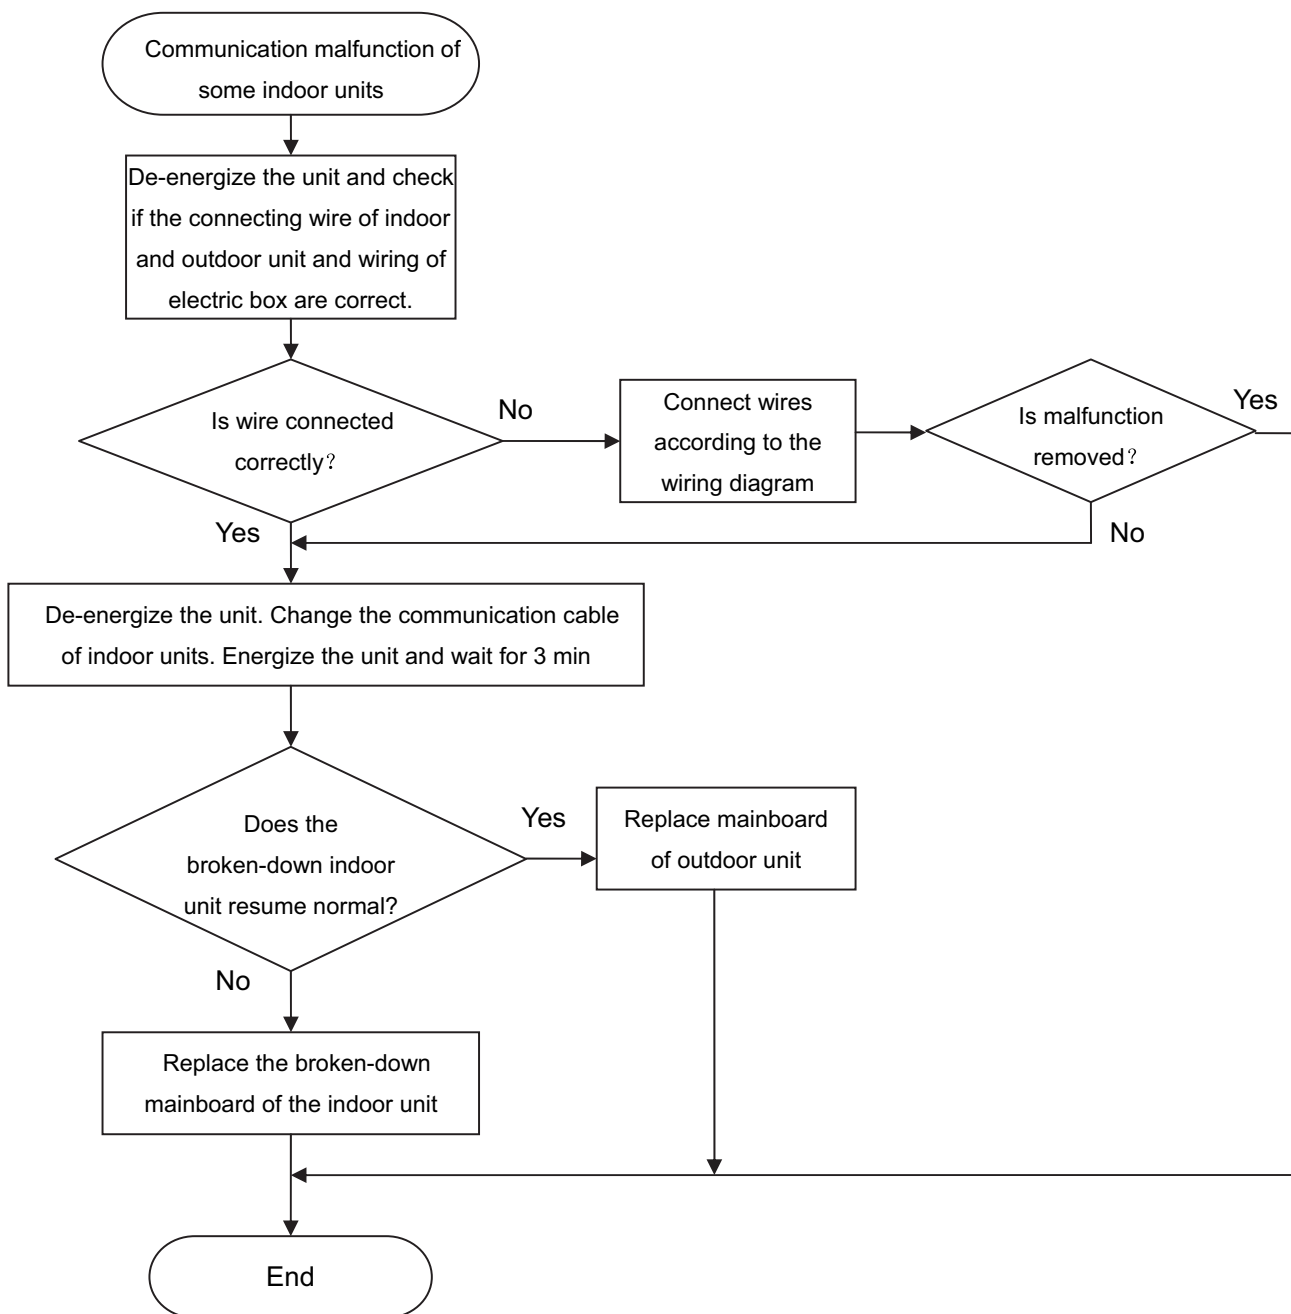 Communication malfunction of
some indoor units
De-energize the unit and check
if the connecting wire of indoor
and outdoor unit and wiring of
electric box are correct.
Is wire connected
correctly？
No
Connect wires
according to the
wiring diagram
Is malfunction
removed？
Yes
Yes
No
De-energize the unit. Change the communication cable
of indoor units. Energize the unit and wait for 3 min
Does the
broken-down indoor
unit resume normal?
Yes
Replace mainboard
of outdoor unit
No
Replace the broken-down
mainboard of the indoor unit
End